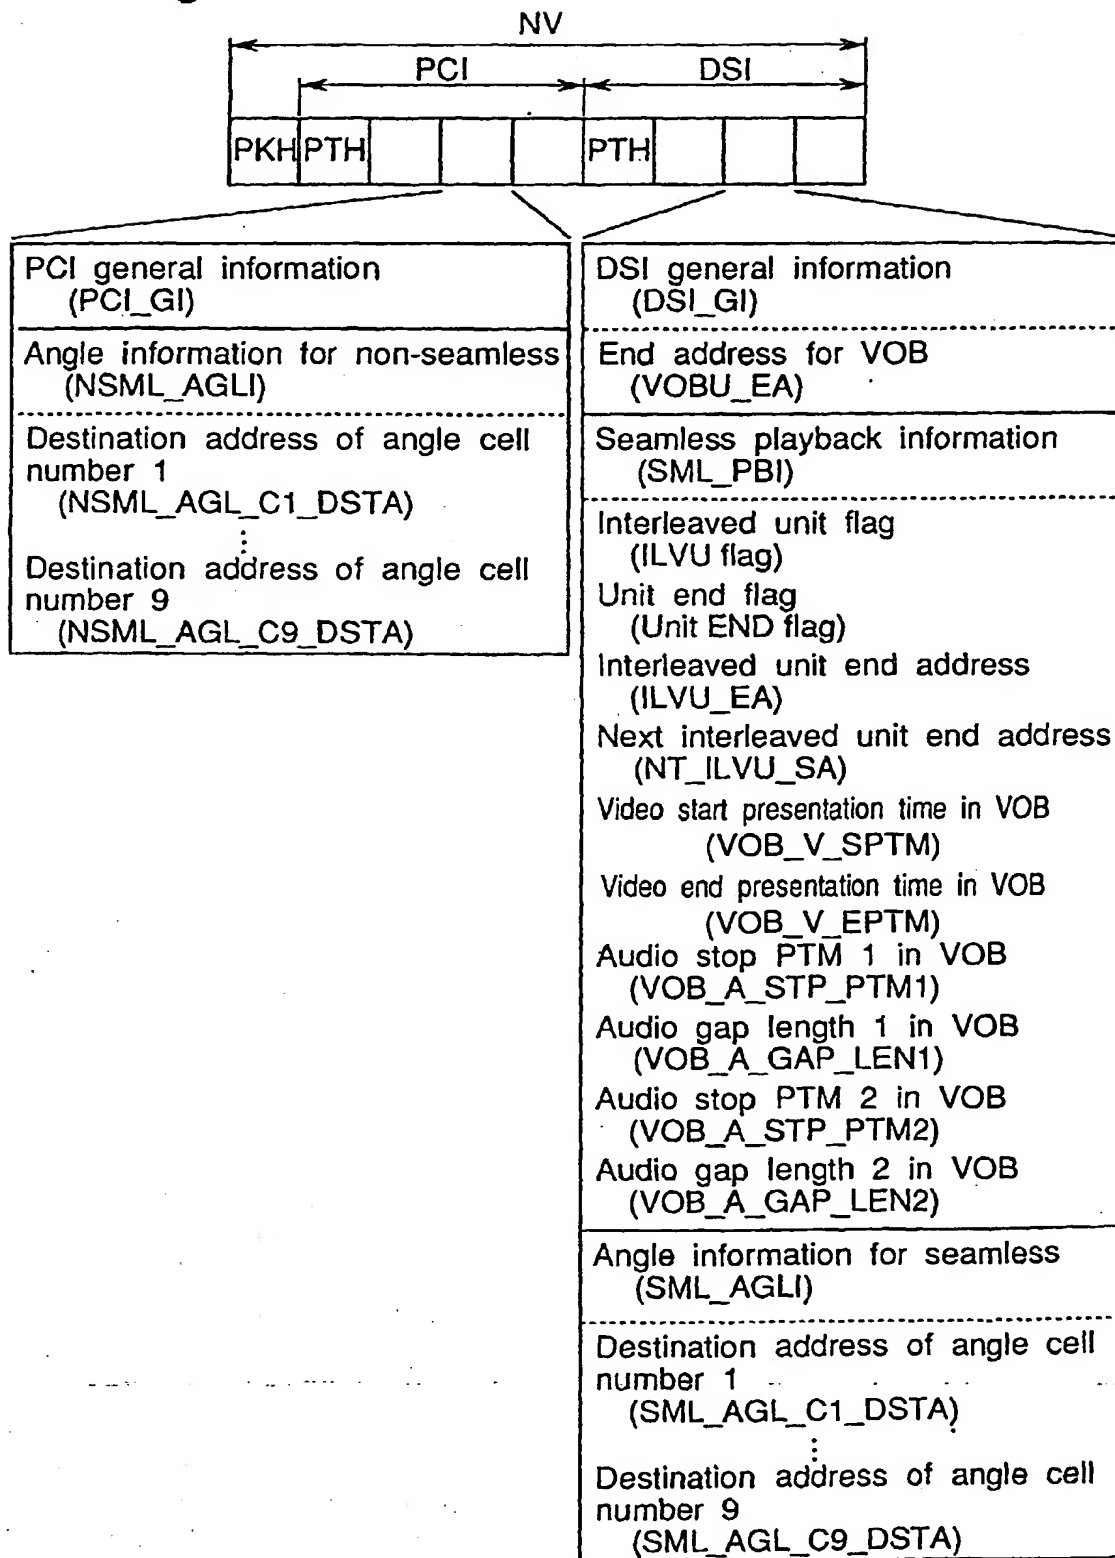 NV
PCI DSI
PKH PTH PTH
PCI general information
(PCI_GI)
Angle information for non-seamless
(NSML_AGLI)
Destination address of angle cell
number 1
(NSML_AGL_C1_DSTA)
⋮
Destination address of angle cell
number 9
(NSML_AGL_C9_DSTA)
DSI general information
(DSI_GI)
End address for VOB
(VOBU_EA)
Seamless playback information
(SML_PBI)
Interleaved unit flag
(ILVU flag)
Unit end flag
(Unit END flag)
Interleaved unit end address
(ILVU_EA)
Next interleaved unit end address
(NT_ILVU_SA)
Video start presentation time in VOB
(VOB_V_SPTM)
Video end presentation time in VOB
(VOB_V_EPTM)
Audio stop PTM 1 in VOB
(VOB_A_STP_PTM1)
Audio gap length 1 in VOB
(VOB_A_GAP_LEN1)
Audio stop PTM 2 in VOB
(VOB_A_STP_PTM2)
Audio gap length 2 in VOB
(VOB_A_GAP_LEN2)
Angle information for seamless
(SML_AGLI)
Destination address of angle cell
number 1
(SML_AGL_C1_DSTA)
⋮
Destination address of angle cell
number 9
(SML_AGL_C9_DSTA)